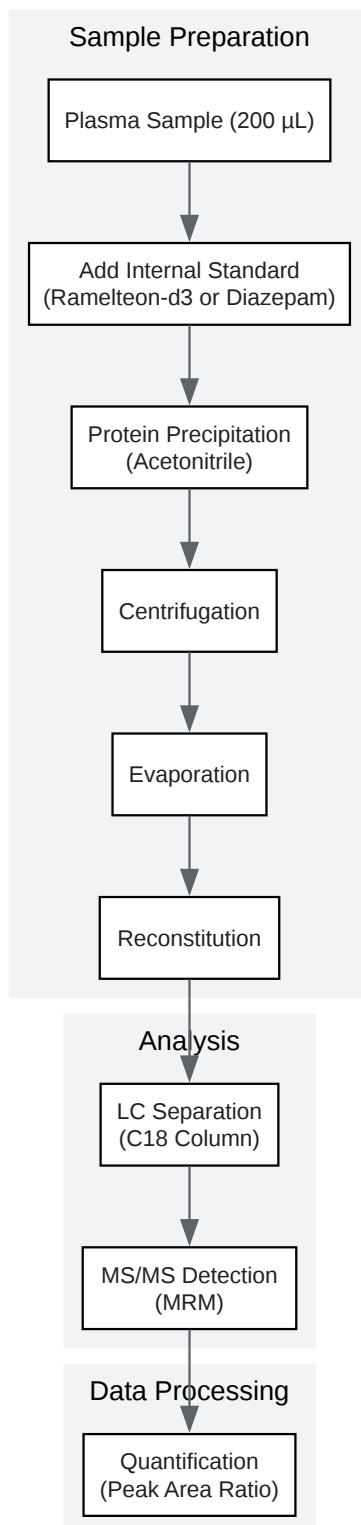 Sample Preparation
Plasma Sample (200 µL)
Add Internal Standard
(Ramelteon-d3 or Diazepam)
Protein Precipitation
(Acetonitrile)
Centrifugation
Evaporation
Reconstitution
Analysis
LC Separation
(C18 Column)
MS/MS Detection
(MRM)
Data Processing
Quantification
(Peak Area Ratio)